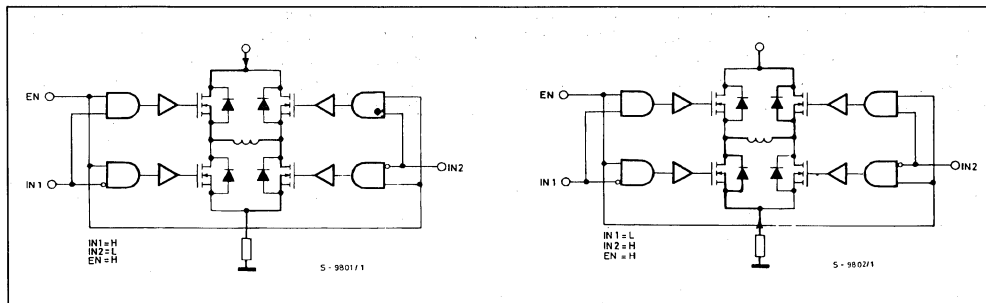 EN
IN1
IN2
IN1=H
IN2=L
EN=H
S-9801/1
EN
IN1
IN2
IN1=L
IN2=H
EN=H
S-9802/1